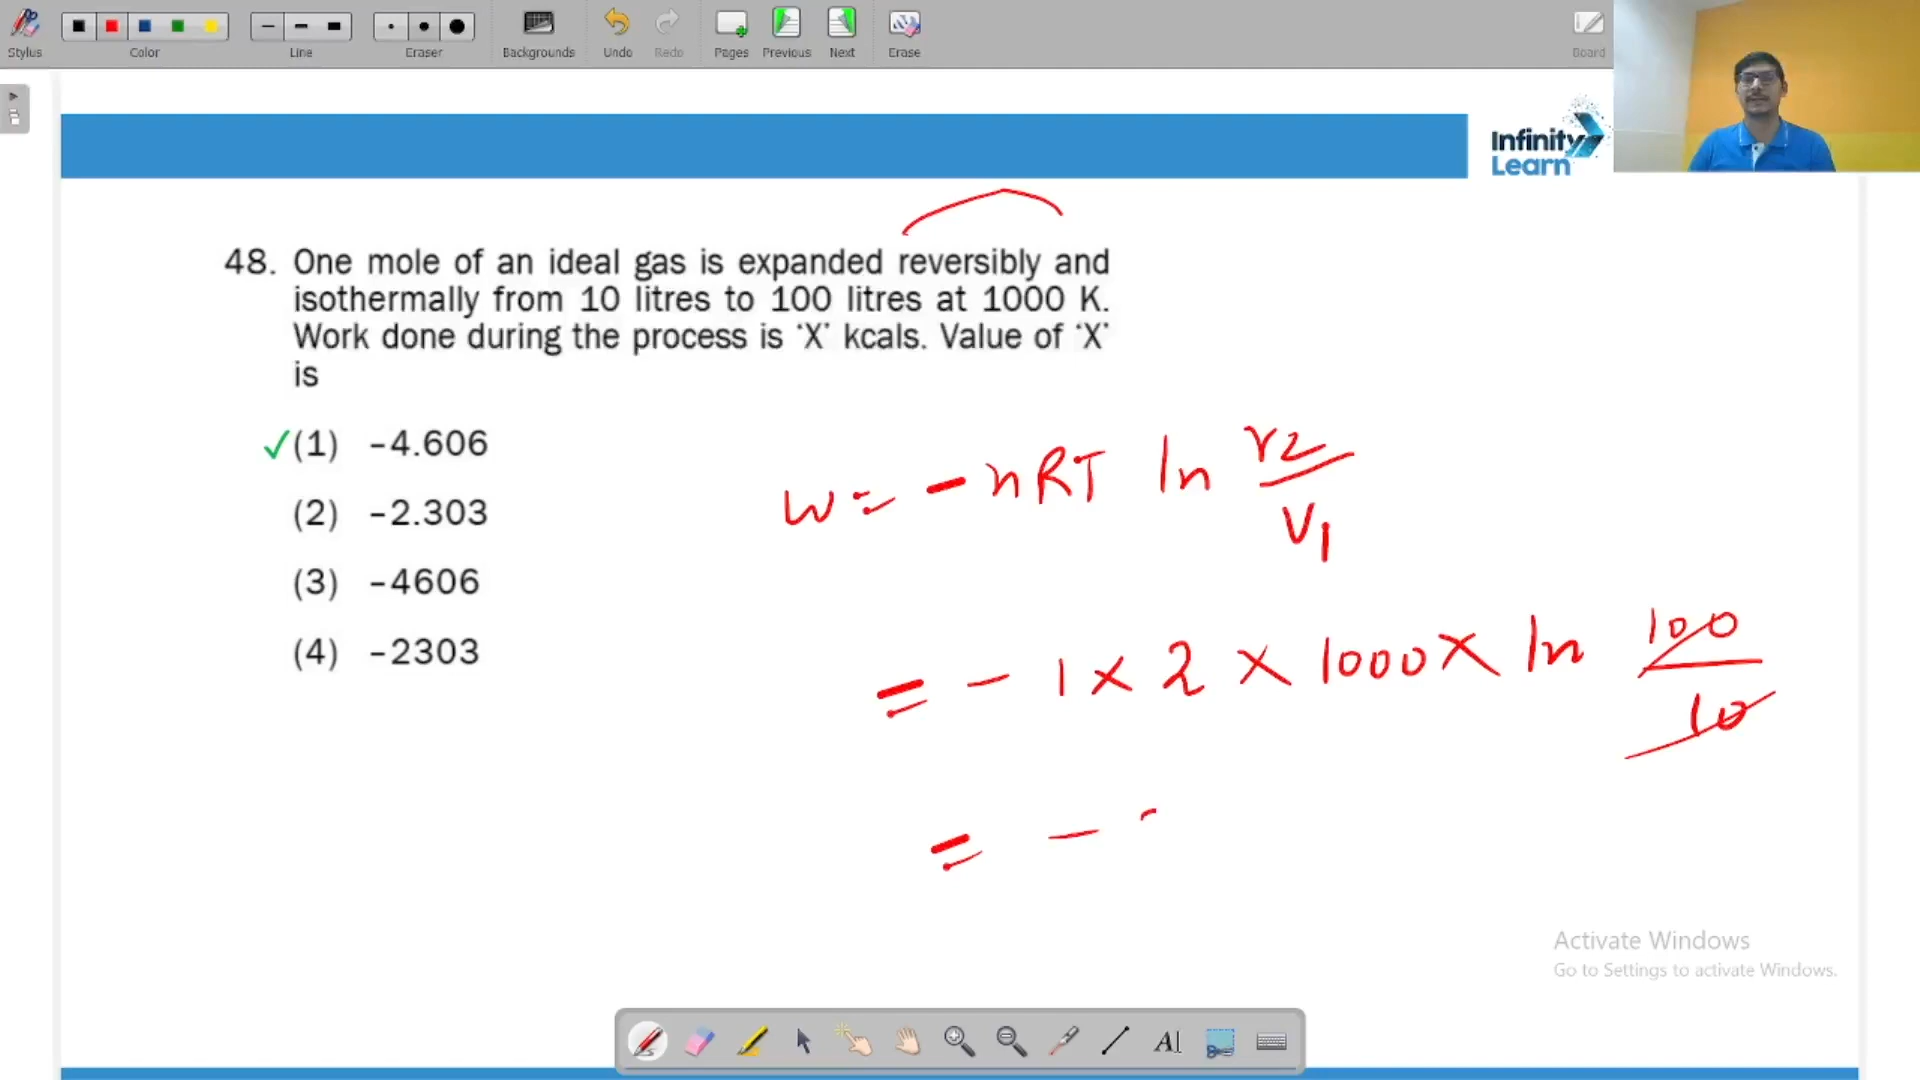 Stylus
Color
Line
Eraser
Backgrounds
Undo
Redo
Pages
Previous
Next
Erase
Board
Infinity
Learn
48. One mole of an ideal gas is expanded reversibly and
isothermally from 10 litres to 100 litres at 1000 K.
Work done during the process is ‘X’ kcals. Value of ‘X’
is
✓(1) –4.606
(2) –2.303
(3) –4606
(4) –2303
W = – nRT ln V2/V1
= – 1 × 2 × 1000 × ln 100/10
= –
Activate Windows
Go to Settings to activate Windows.
AI